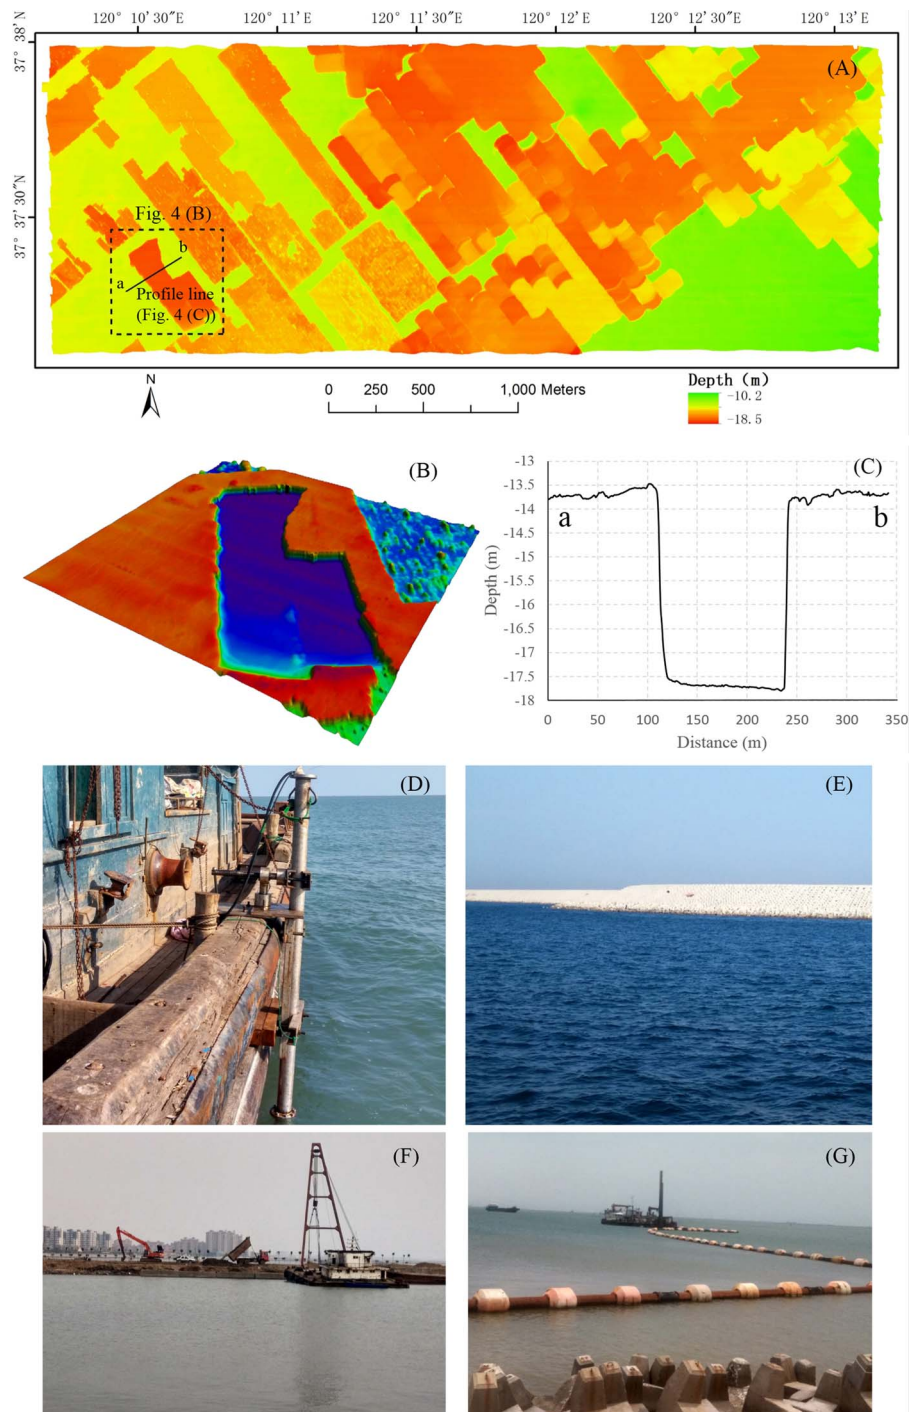 120° 10′30″E 120° 11′E 120° 11′30″E 120° 12′E 120° 12′30″E 120° 13′E
37° 38′N
(A)
37° 37′30″N
Fig. 4 (B)
b
a
Profile line
(Fig. 4 (C))
N
0 250 500 1,000 Meters
Depth（m）
-10.2
-18.5
(B)
(C)
-13
-13.5
-14
-14.5
-15
-15.5
-16
-16.5
-17
-17.5
-18
Depth (m)
a b
0 50 100 150 200 250 300 350
Distance (m)
(D)
(E)
(F)
(G)